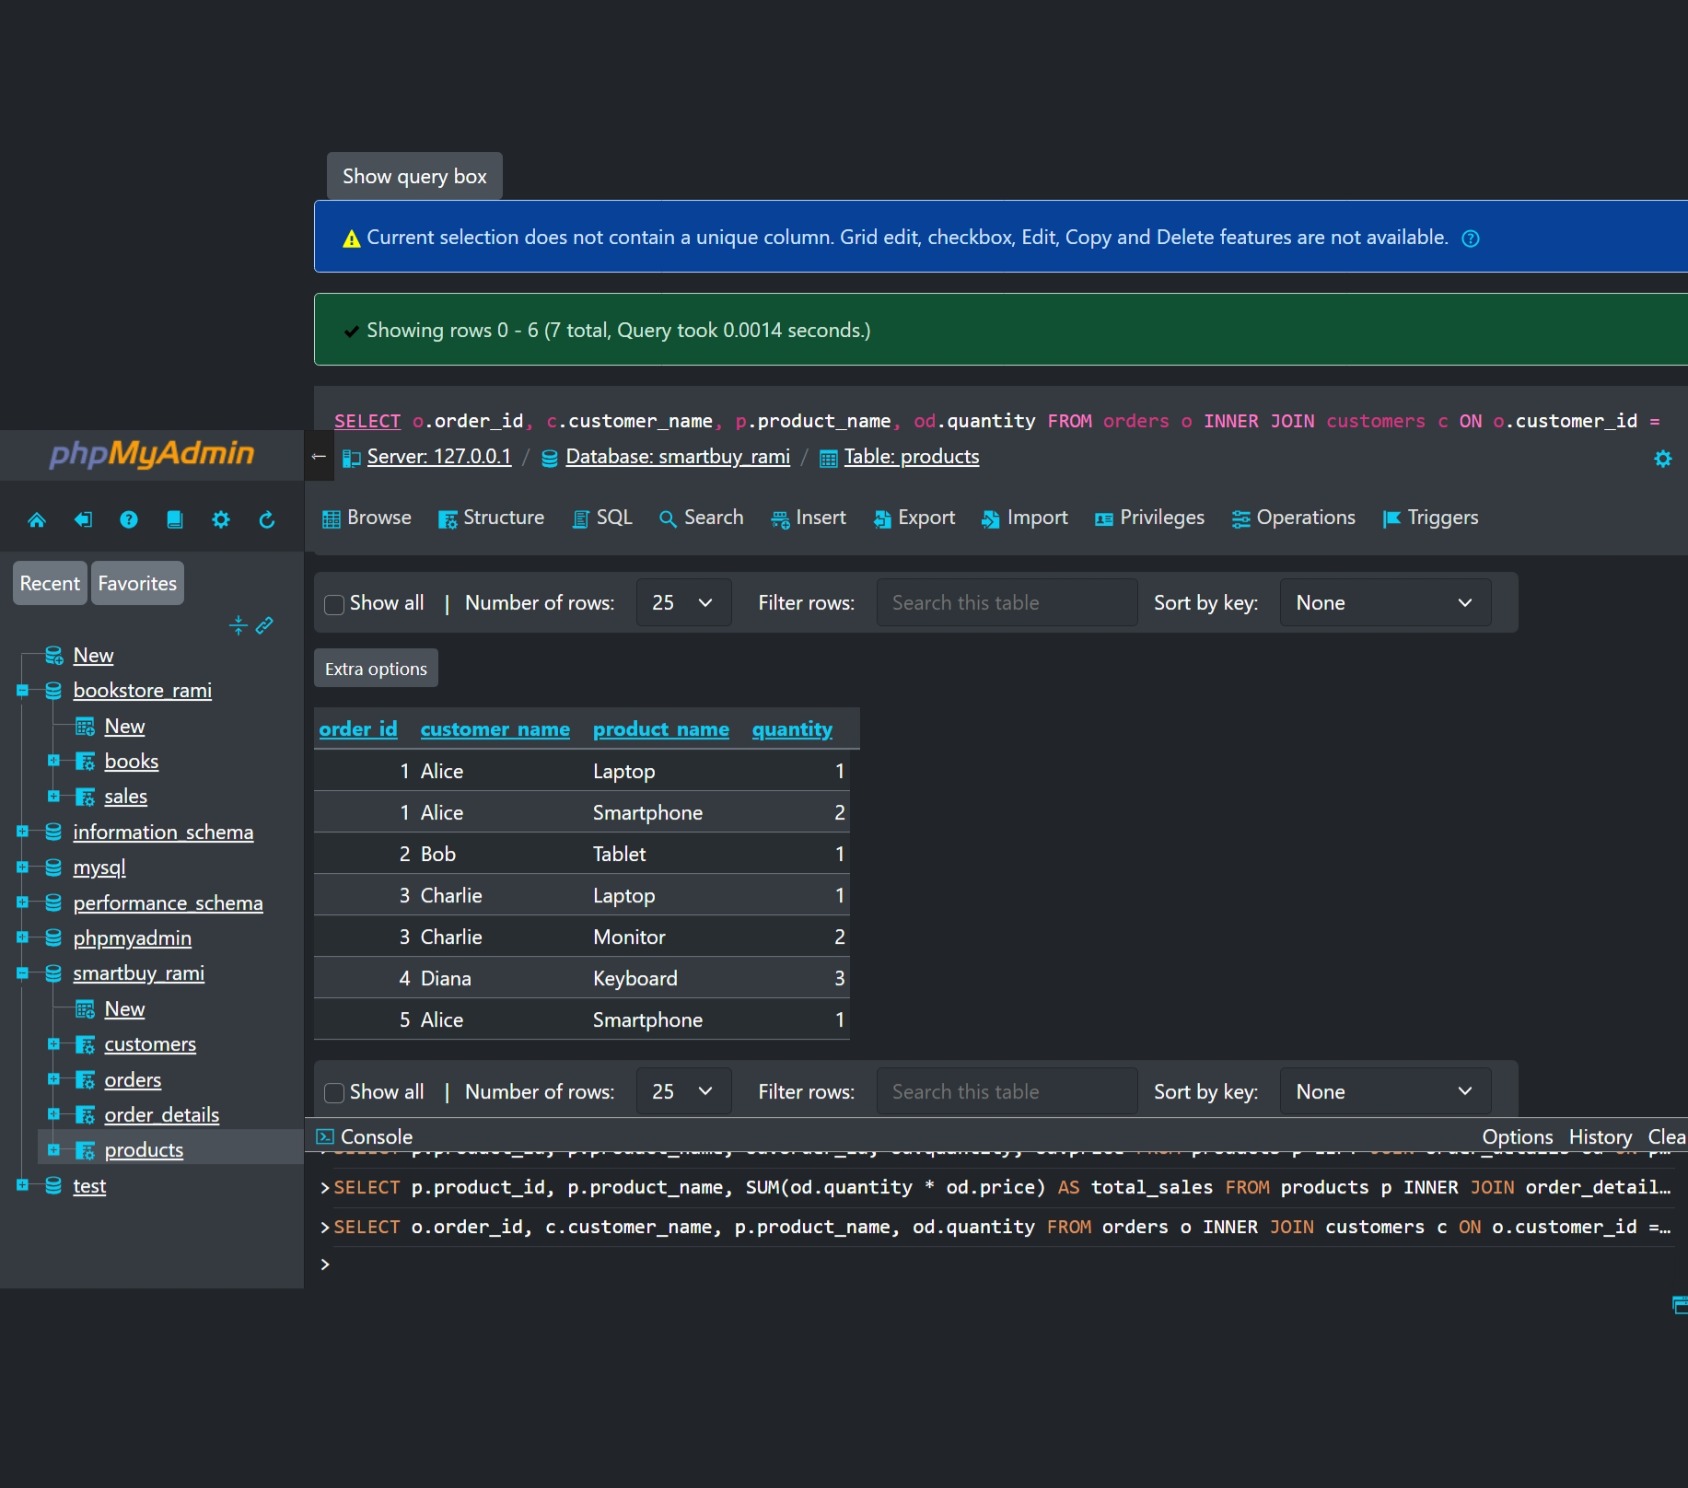 Show query box
Current selection does not contain a unique column. Grid edit, checkbox, Edit, Copy and Delete features are not available.
Showing rows 0 - 6 (7 total, Query took 0.0014 seconds.)
SELECT o.order_id, c.customer_name, p.product_name, od.quantity FROM orders o INNER JOIN customers c ON o.customer_id =
phpMyAdmin
← Server: 127.0.0.1 / Database: smartbuy_rami / Table: products
Browse Structure SQL Search Insert Export Import Privileges Operations Triggers
Recent Favorites
New
bookstore_rami
New
books
sales
information_schema
mysql
performance_schema
phpmyadmin
smartbuy_rami
New
customers
orders
order_details
products
test
Show all | Number of rows: 25 Filter rows: Search this table Sort by key: None
Extra options
order_id customer_name product_name quantity
1 Alice Laptop 1
1 Alice Smartphone 2
2 Bob Tablet 1
3 Charlie Laptop 1
3 Charlie Monitor 2
4 Diana Keyboard 3
5 Alice Smartphone 1
Show all | Number of rows: 25 Filter rows: Search this table Sort by key: None
Console Options History Clea
>SELECT p.product_id, p.product_name, SUM(od.quantity * od.price) AS total_sales FROM products p INNER JOIN order_detail…
>SELECT o.order_id, c.customer_name, p.product_name, od.quantity FROM orders o INNER JOIN customers c ON o.customer_id =…
>